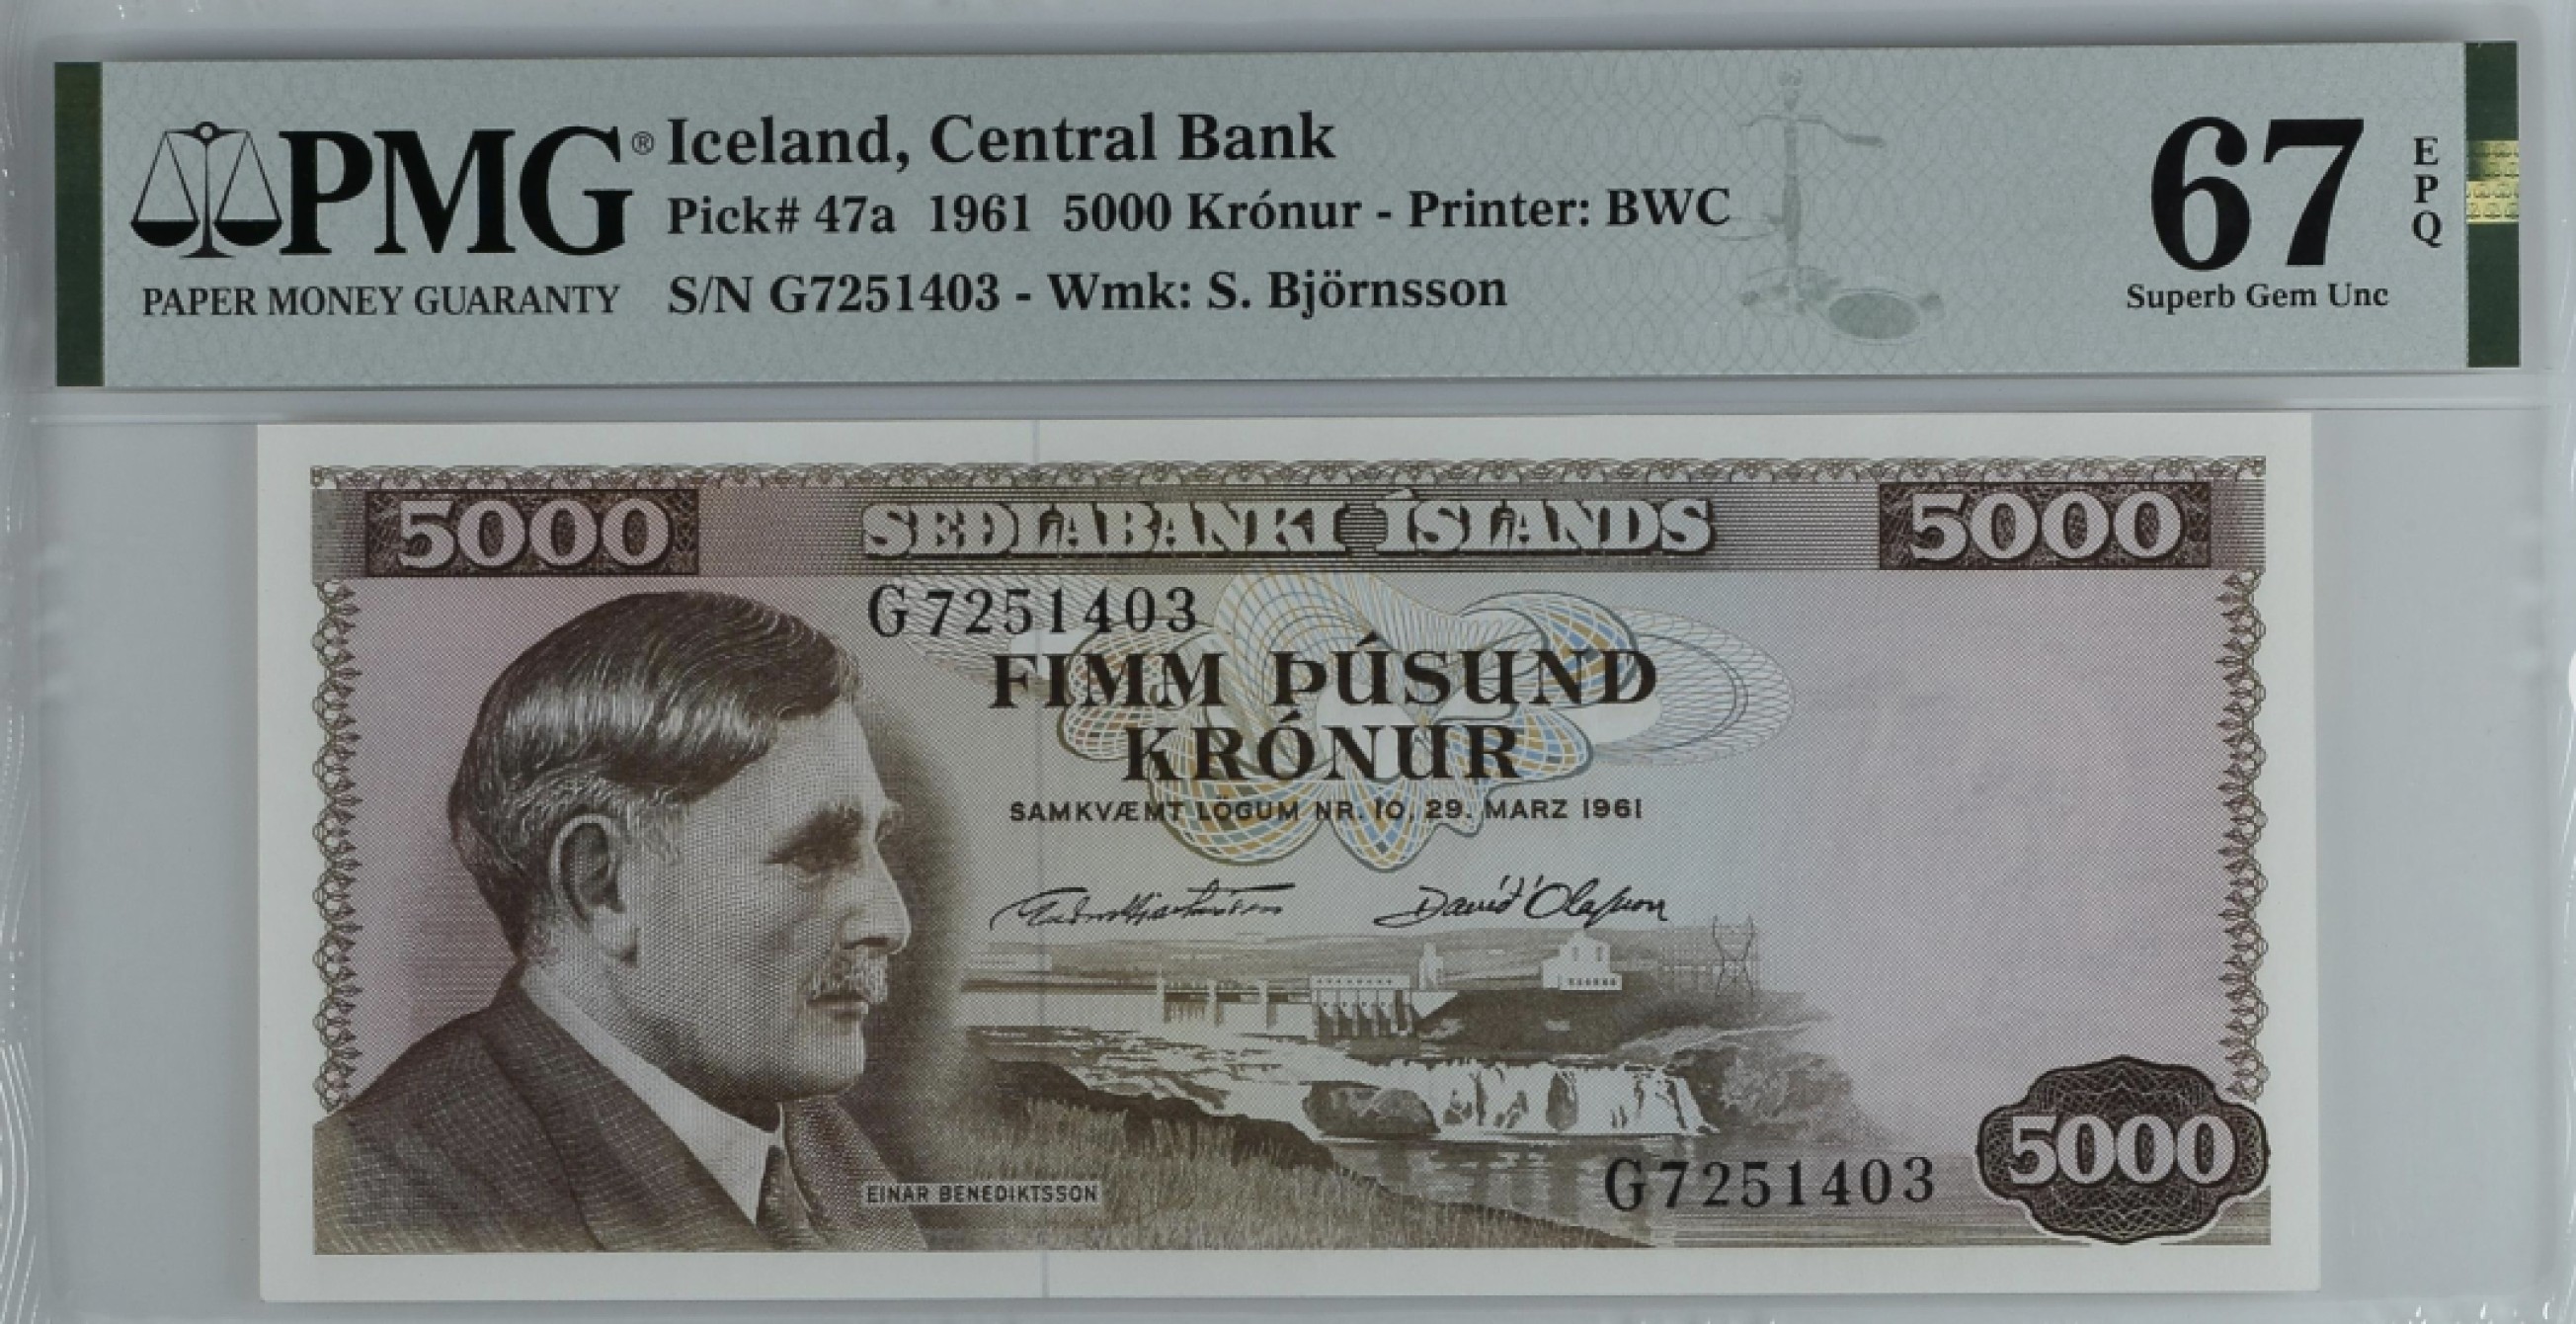 PMG® Iceland, Central Bank
Pick# 47a 1961 5000 Krónur - Printer: BWC
PAPER MONEY GUARANTY S/N G7251403 - Wmk: S. Björnsson
67
EPQ
Superb Gem Unc
5000 SEÐLABANKI ÍSLANDS 5000
G7251403
FIMM ÞÚSUND
KRÓNUR
SAMKVÆMT LÖGUM NR. 10, 29. MARZ 1961
Davíð Ólafsson
EINAR BENEDIKTSSON
G7251403
5000